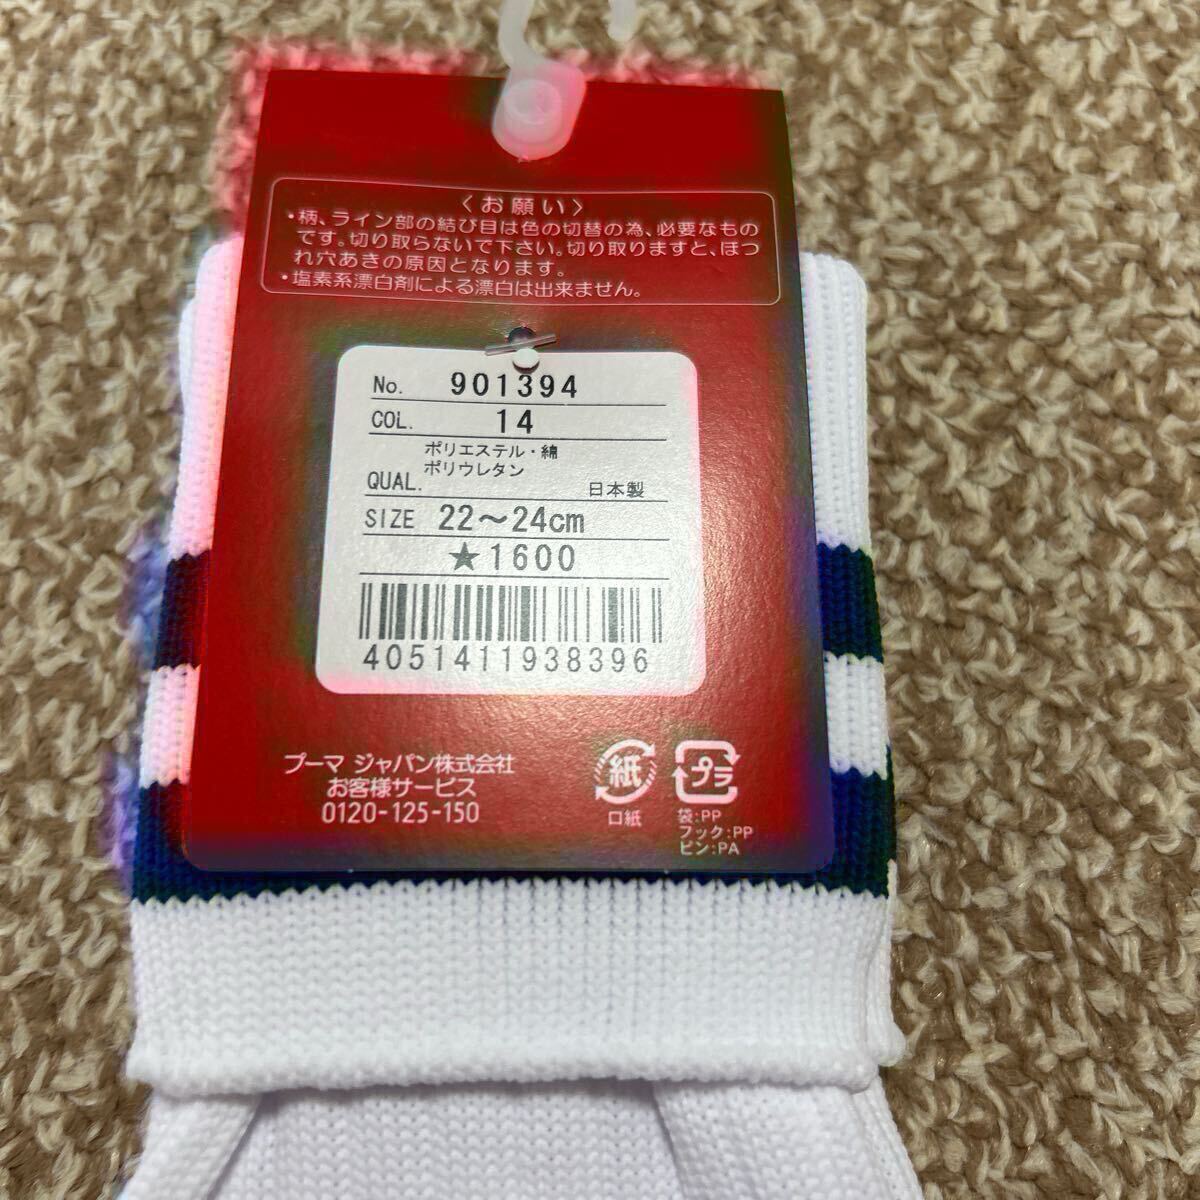 〈お願い〉
・柄、ライン部の結び目は色の切替の為、必要なもの
です。切り取らないで下さい。切り取りますと、ほつ
れ穴あきの原因となります。
・塩素系漂白剤による漂白は出来ません。
No. 901394
COL. 14
ポリエステル・綿
QUAL. ポリウレタン
日本製
SIZE 22～24cm
★1600
4051411938396
プーマ ジャパン株式会社
お客様サービス
0120-125-150
紙
口紙
プラ
袋:PP
フック:PP
ピン:PA